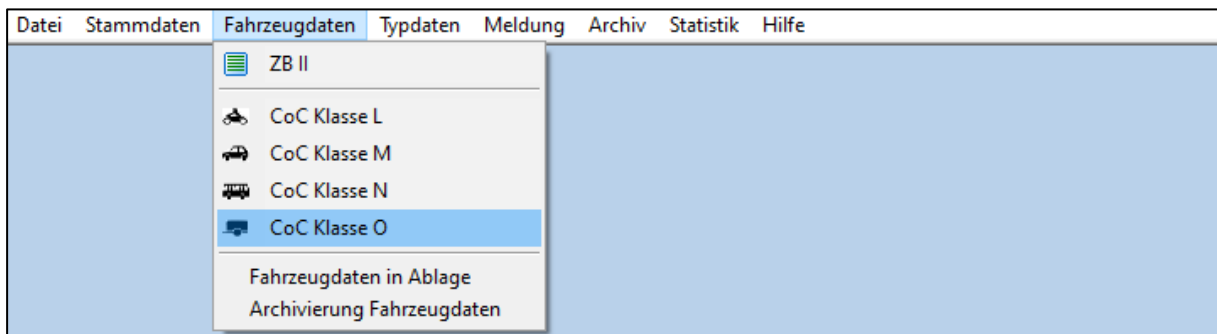 Datei Stammdaten Fahrzeugdaten Typdaten Meldung Archiv Statistik Hilfe
ZB II
CoC Klasse L
CoC Klasse M
CoC Klasse N
CoC Klasse O
Fahrzeugdaten in Ablage
Archivierung Fahrzeugdaten